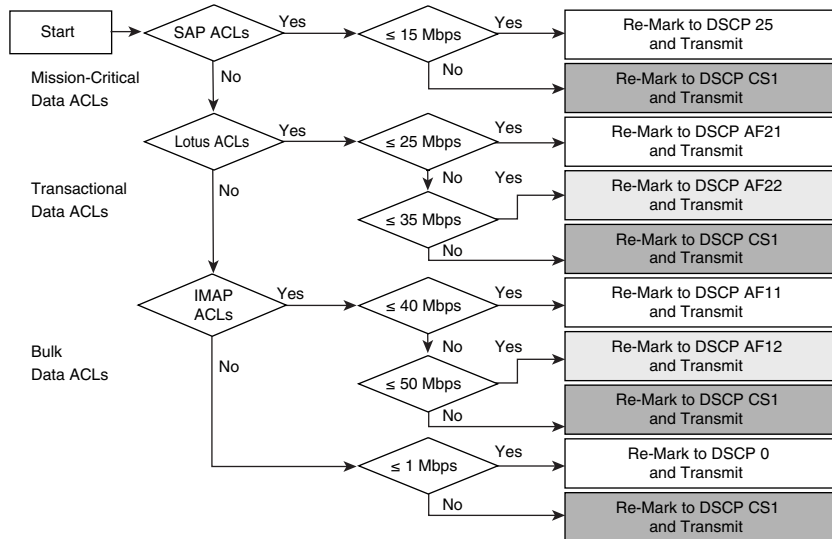 Start
SAP ACLs
Yes
≤ 15 Mbps
Yes
Re-Mark to DSCP 25
and Transmit
Mission-Critical
Data ACLs
No
No
Re-Mark to DSCP CS1
and Transmit
Lotus ACLs
Yes
≤ 25 Mbps
Yes
Re-Mark to DSCP AF21
and Transmit
Transactional
Data ACLs
No
No
Yes
Re-Mark to DSCP AF22
and Transmit
≤ 35 Mbps
No
Re-Mark to DSCP CS1
and Transmit
IMAP
ACLs
Yes
≤ 40 Mbps
Yes
Re-Mark to DSCP AF11
and Transmit
Bulk
Data ACLs
No
No
Yes
Re-Mark to DSCP AF12
and Transmit
≤ 50 Mbps
No
Re-Mark to DSCP CS1
and Transmit
≤ 1 Mbps
Yes
Re-Mark to DSCP 0
and Transmit
No
Re-Mark to DSCP CS1
and Transmit